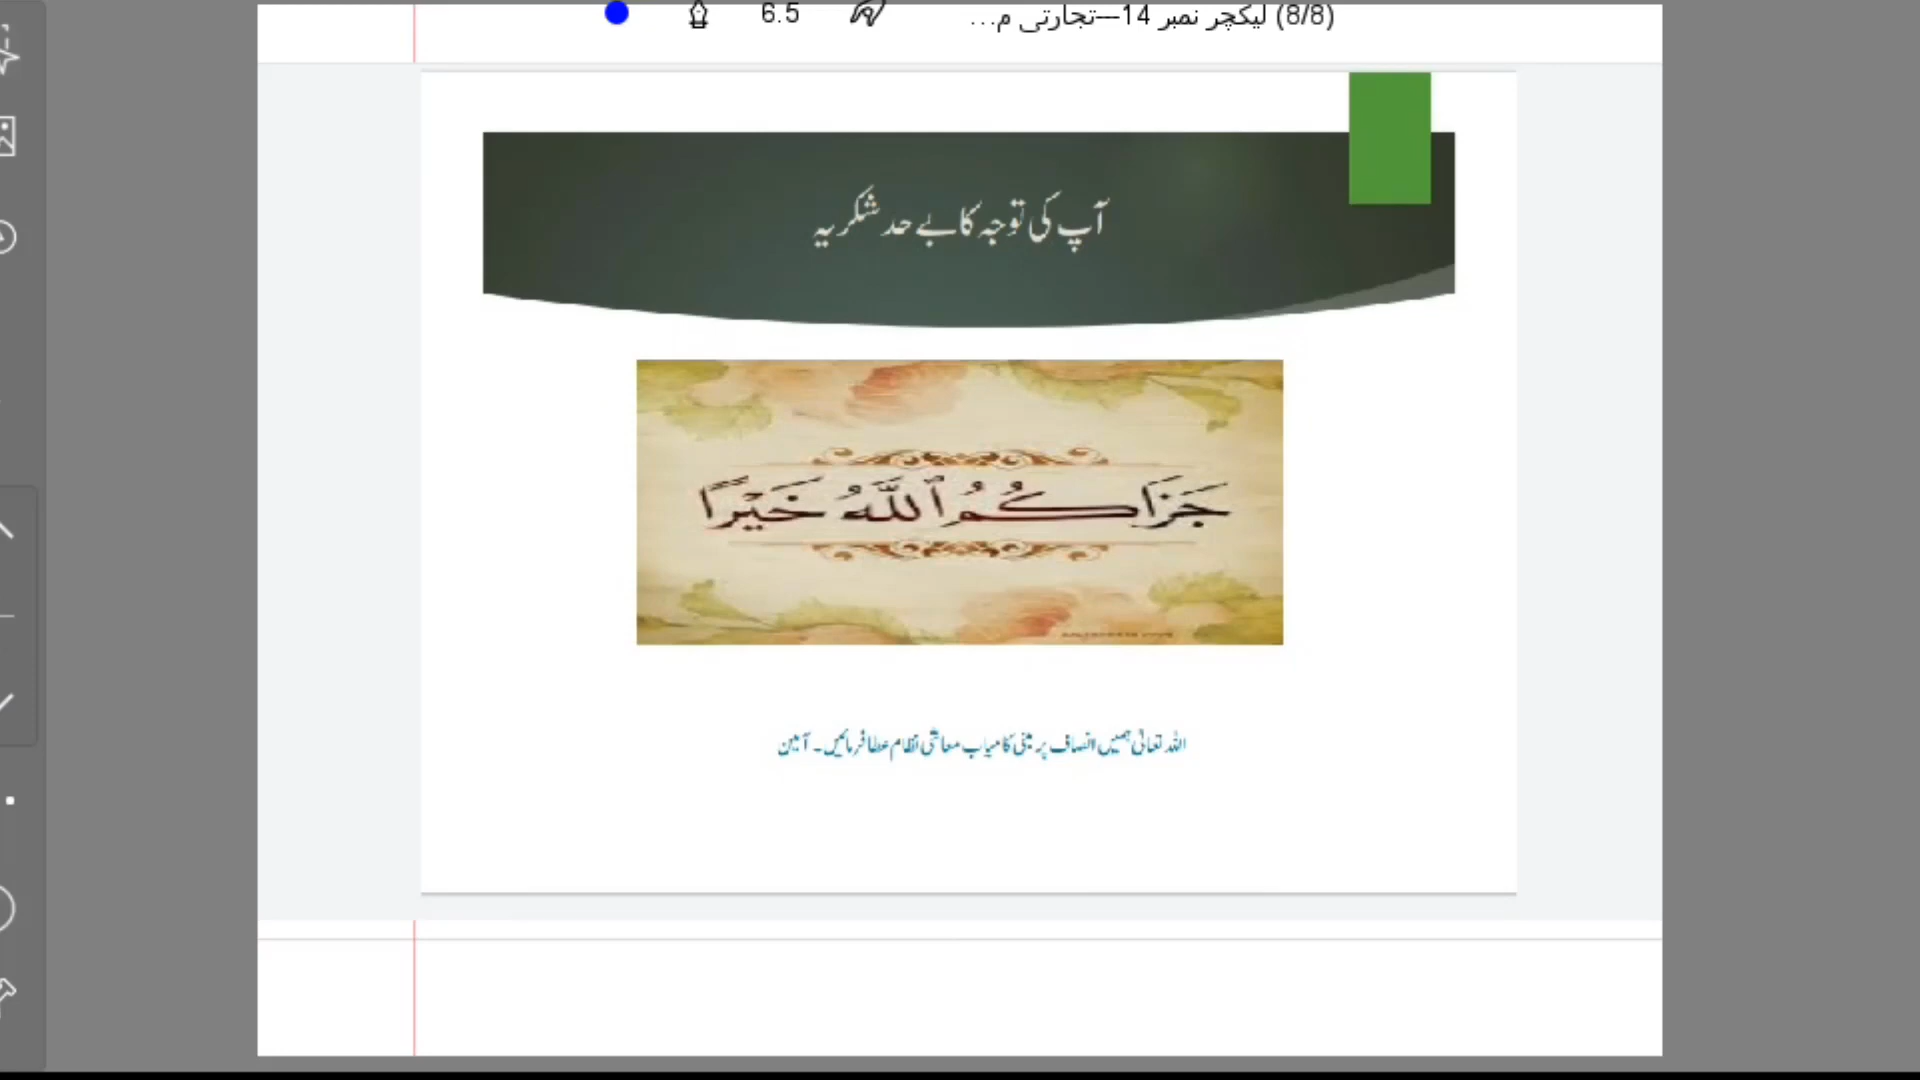 6.5
(8/8) لیکچر نمبر 14---تجارتی م...
آپ کی توجہ کا بے حد شکریہ
جَزَاكُمُ ٱللَّهُ خَيْرًا
اللہ تعالیٰ ہمیں انصاف پر مبنی کامیاب معاشی نظام عطا فرمائیں۔ آمین